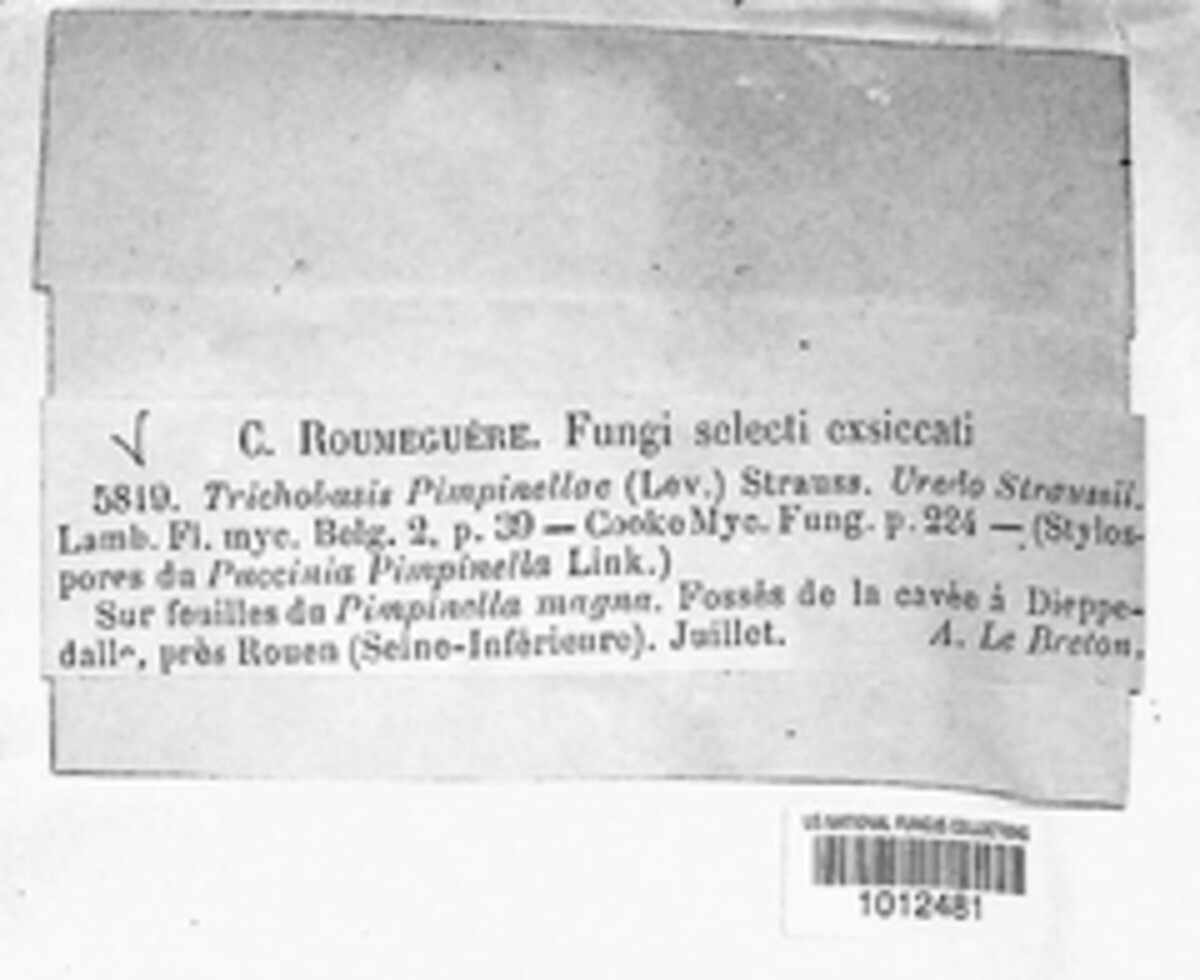 C. ROUMEGUÈRE. Fungi selecti exsiccati
5819. Trichobasis Pimpinellae (Lev.) Strauss. Uredo Straussii.
Lamb. Fl. myc. Belg. 2, p. 39 — Cooke Myc. Fung. p. 224 — (Stylos-
pores du Puccinia Pimpinella Link.)
Sur feuilles du Pimpinella magna. Fossés de la cavée à Dieppe-
dalle, près Rouen (Seine-Inférieure). Juillet. A. Le Breton.
US NATIONAL FUNGUS COLLECTIONS
1012481